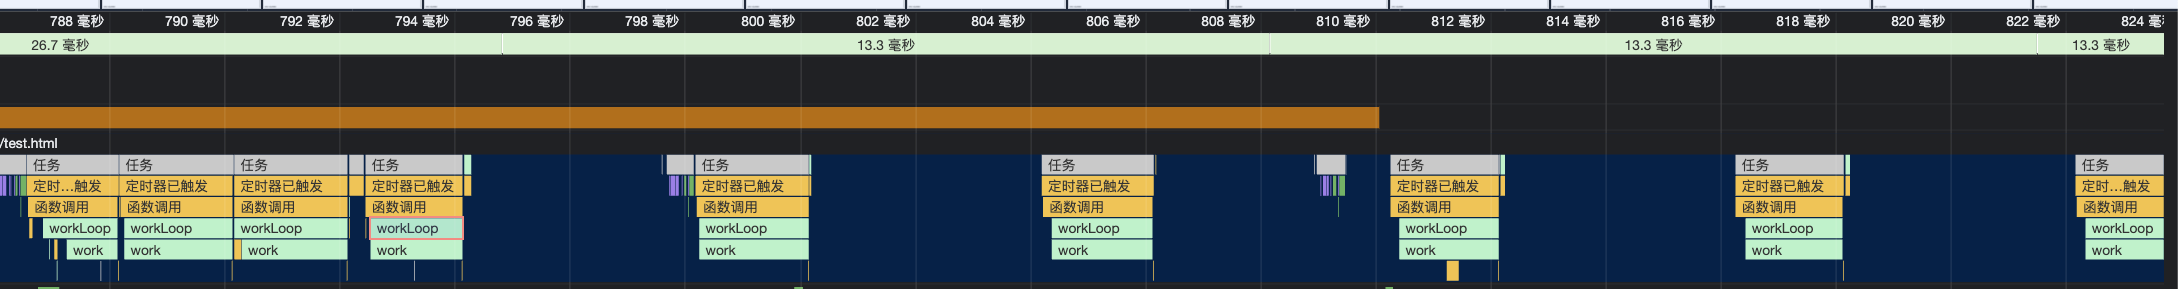 788 毫秒 790 毫秒 792 毫秒 794 毫秒 796 毫秒 798 毫秒 800 毫秒 802 毫秒 804 毫秒 806 毫秒 808 毫秒 810 毫秒 812 毫秒 814 毫秒 816 毫秒 818 毫秒 820 毫秒 822 毫秒 824
26.7 毫秒 13.3 毫秒 13.3 毫秒 13.3 毫秒
/test.html
任务 任务 任务 任务 任务 任务 任务 任务 任务
定时…触发 定时器已触发 定时器已触发 定时器已触发 定时器已触发 定时器已触发 定时器已触发 定时器已触发 定时…触发
函数调用 函数调用 函数调用 函数调用 函数调用 函数调用 函数调用 函数调用 函数调用
workLoop workLoop workLoop workLoop workLoop workLoop workLoop workLoop workLoop
work work work work work work work work work